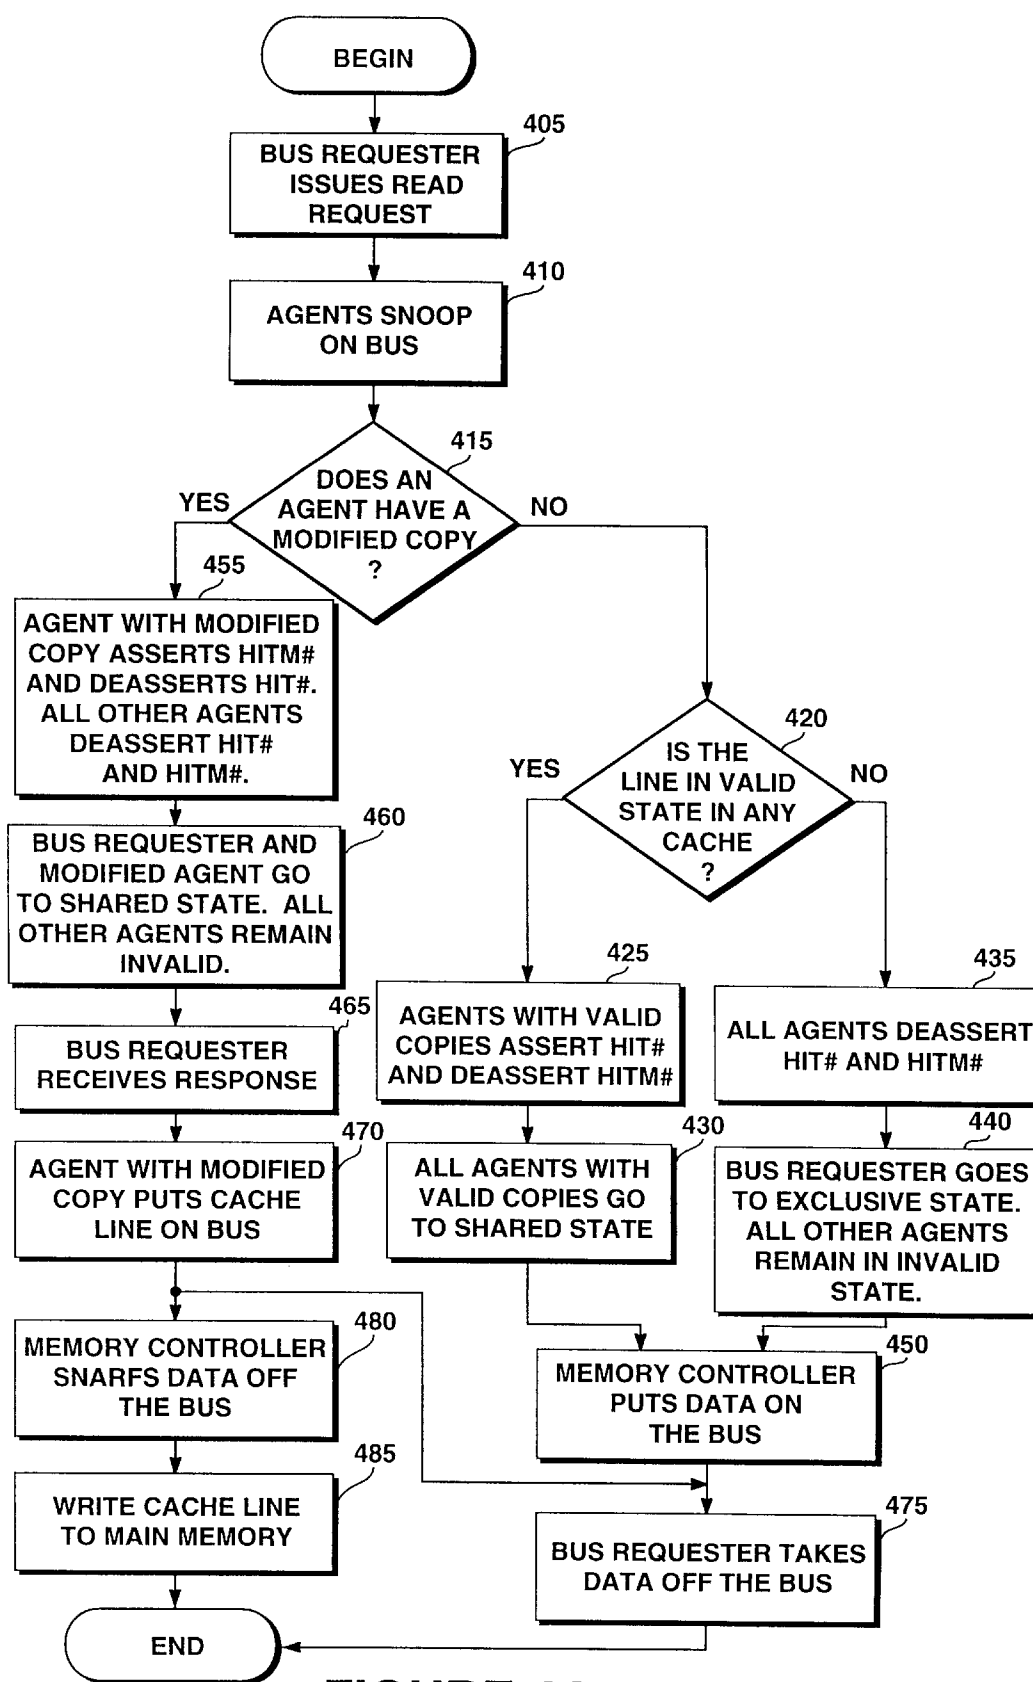 BEGIN
405
BUS REQUESTER
ISSUES READ
REQUEST
410
AGENTS SNOOP
ON BUS
415
DOES AN
AGENT HAVE A
MODIFIED COPY
?
YES
NO
455
AGENT WITH MODIFIED
COPY ASSERTS HITM#
AND DEASSERTS HIT#.
ALL OTHER AGENTS
DEASSERT HIT#
AND HITM#.
420
IS THE
LINE IN VALID
STATE IN ANY
CACHE
?
YES
NO
460
BUS REQUESTER AND
MODIFIED AGENT GO
TO SHARED STATE. ALL
OTHER AGENTS REMAIN
INVALID.
425
AGENTS WITH VALID
COPIES ASSERT HIT#
AND DEASSERT HITM#
435
ALL AGENTS DEASSERT
HIT# AND HITM#
465
BUS REQUESTER
RECEIVES RESPONSE
430
ALL AGENTS WITH
VALID COPIES GO
TO SHARED STATE
440
BUS REQUESTER GOES
TO EXCLUSIVE STATE.
ALL OTHER AGENTS
REMAIN IN INVALID
STATE.
470
AGENT WITH MODIFIED
COPY PUTS CACHE
LINE ON BUS
480
MEMORY CONTROLLER
SNARFS DATA OFF
THE BUS
450
MEMORY CONTROLLER
PUTS DATA ON
THE BUS
485
WRITE CACHE LINE
TO MAIN MEMORY
475
BUS REQUESTER TAKES
DATA OFF THE BUS
END